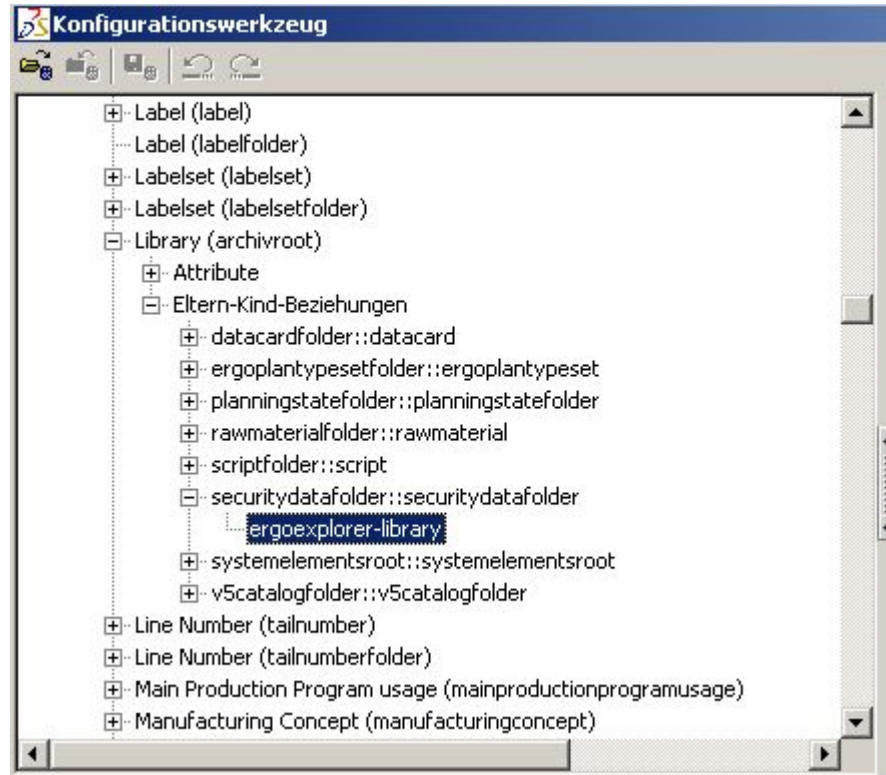 Konfigurationswerkzeug
Label (label)
Label (labelfolder)
Labelset (labelset)
Labelset (labelsetfolder)
Library (archivroot)
Attribute
Eltern-Kind-Beziehungen
datacardfolder::datacard
ergoplantypesetfolder::ergoplantypeset
planningstatefolder::planningstatefolder
rawmaterialfolder::rawmaterial
scriptfolder::script
securitydatafolder::securitydatafolder
ergoexplorer-library
systemelementsroot::systemelementsroot
v5catalogfolder::v5catalogfolder
Line Number (tailnumber)
Line Number (tailnumberfolder)
Main Production Program usage (mainproductionprogramusage)
Manufacturing Concept (manufacturingconcept)